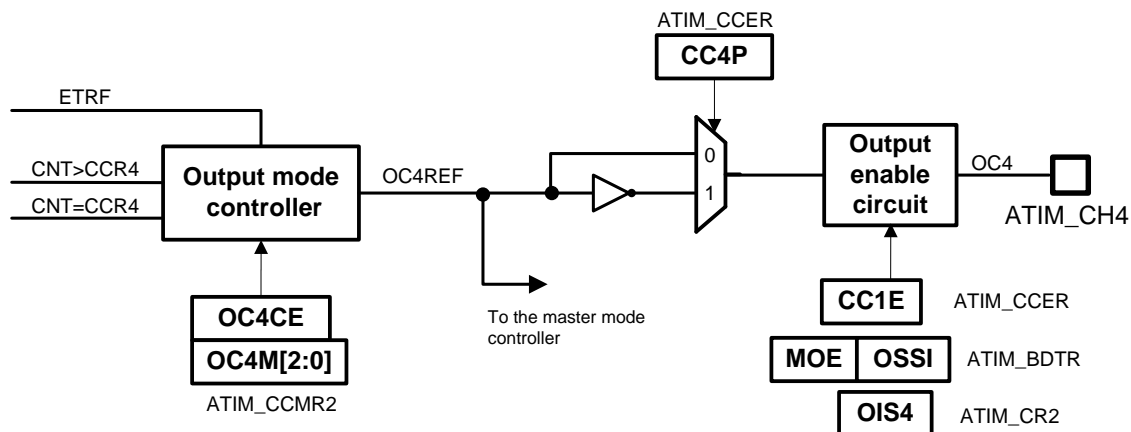 ATIM_CCER
CC4P
ETRF
0
CNT>CCR4
Output mode
controller
OC4REF
1
Output
enable
circuit
OC4
CNT=CCR4
ATIM_CH4
OC4CE
OC4M[2:0]
ATIM_CCMR2
To the master mode
controller
CC1E
ATIM_CCER
MOE
OSSI
ATIM_BDTR
OIS4
ATIM_CR2